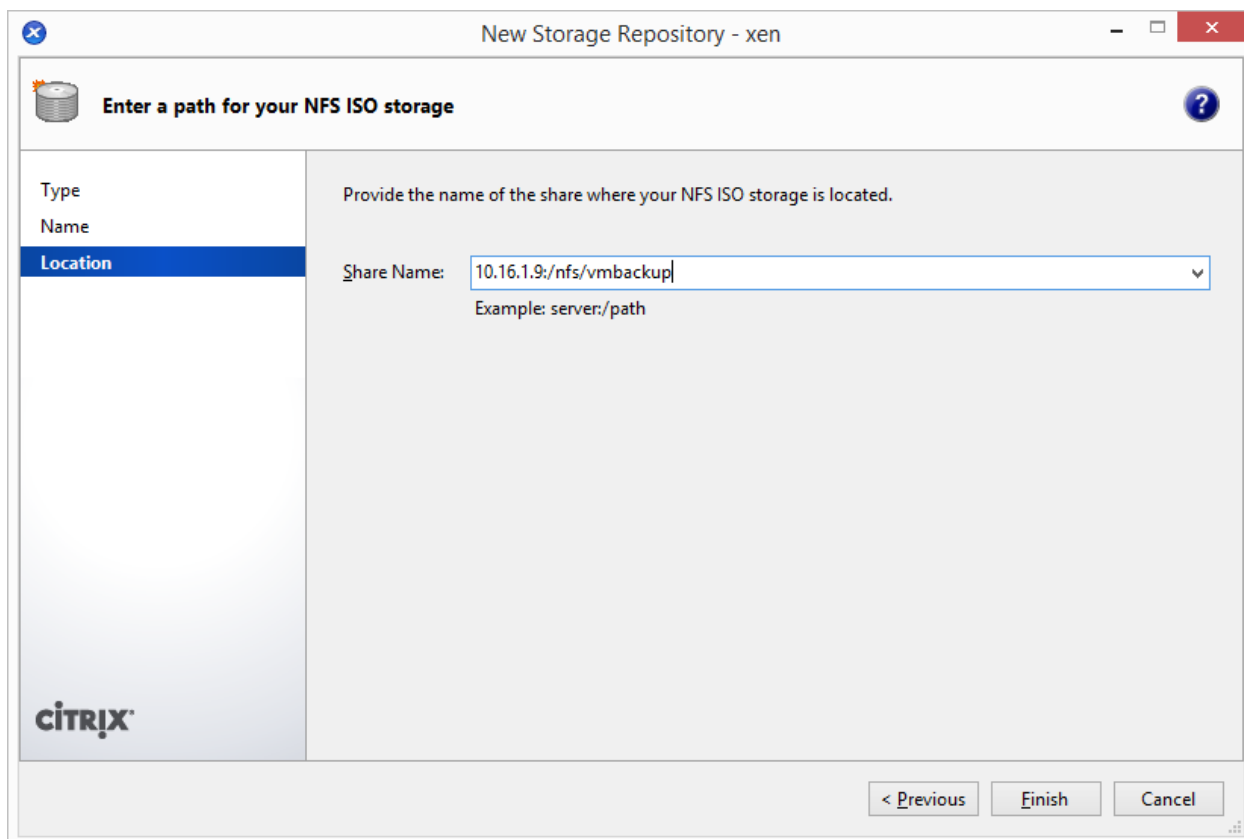 New Storage Repository - xen
Enter a path for your NFS ISO storage
?
Type
Name
Location
Provide the name of the share where your NFS ISO storage is located.
Share Name: 10.16.1.9:/nfs/vmbackup
Example: server:/path
CİTRIX
< Previous Finish Cancel